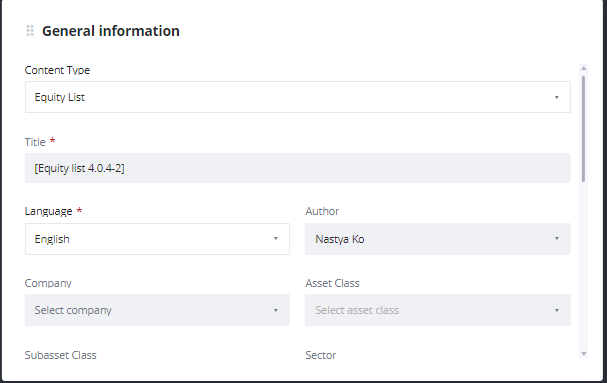 General information
Content Type
Equity List
Title *
[Equity list 4.0.4-2]
Language * Author
English Nastya Ko
Company Asset Class
Select company Select asset class
Subasset Class Sector